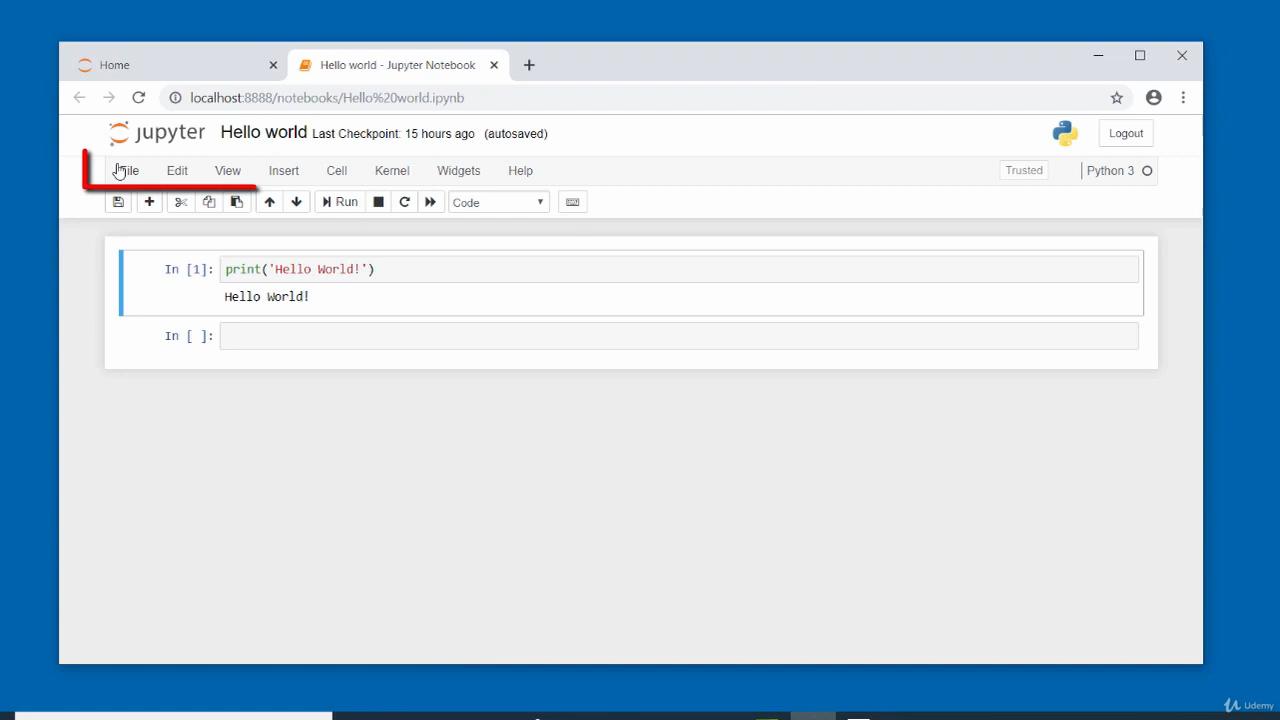 Home
Hello world - Jupyter Notebook
localhost:8888/notebooks/Hello%20world.ipynb
jupyter Hello world Last Checkpoint: 15 hours ago (autosaved)
Logout
File Edit View Insert Cell Kernel Widgets Help
Trusted
Python 3
Run
Code
In [1]: print('Hello World!')
Hello World!
In [ ]:
Udemy